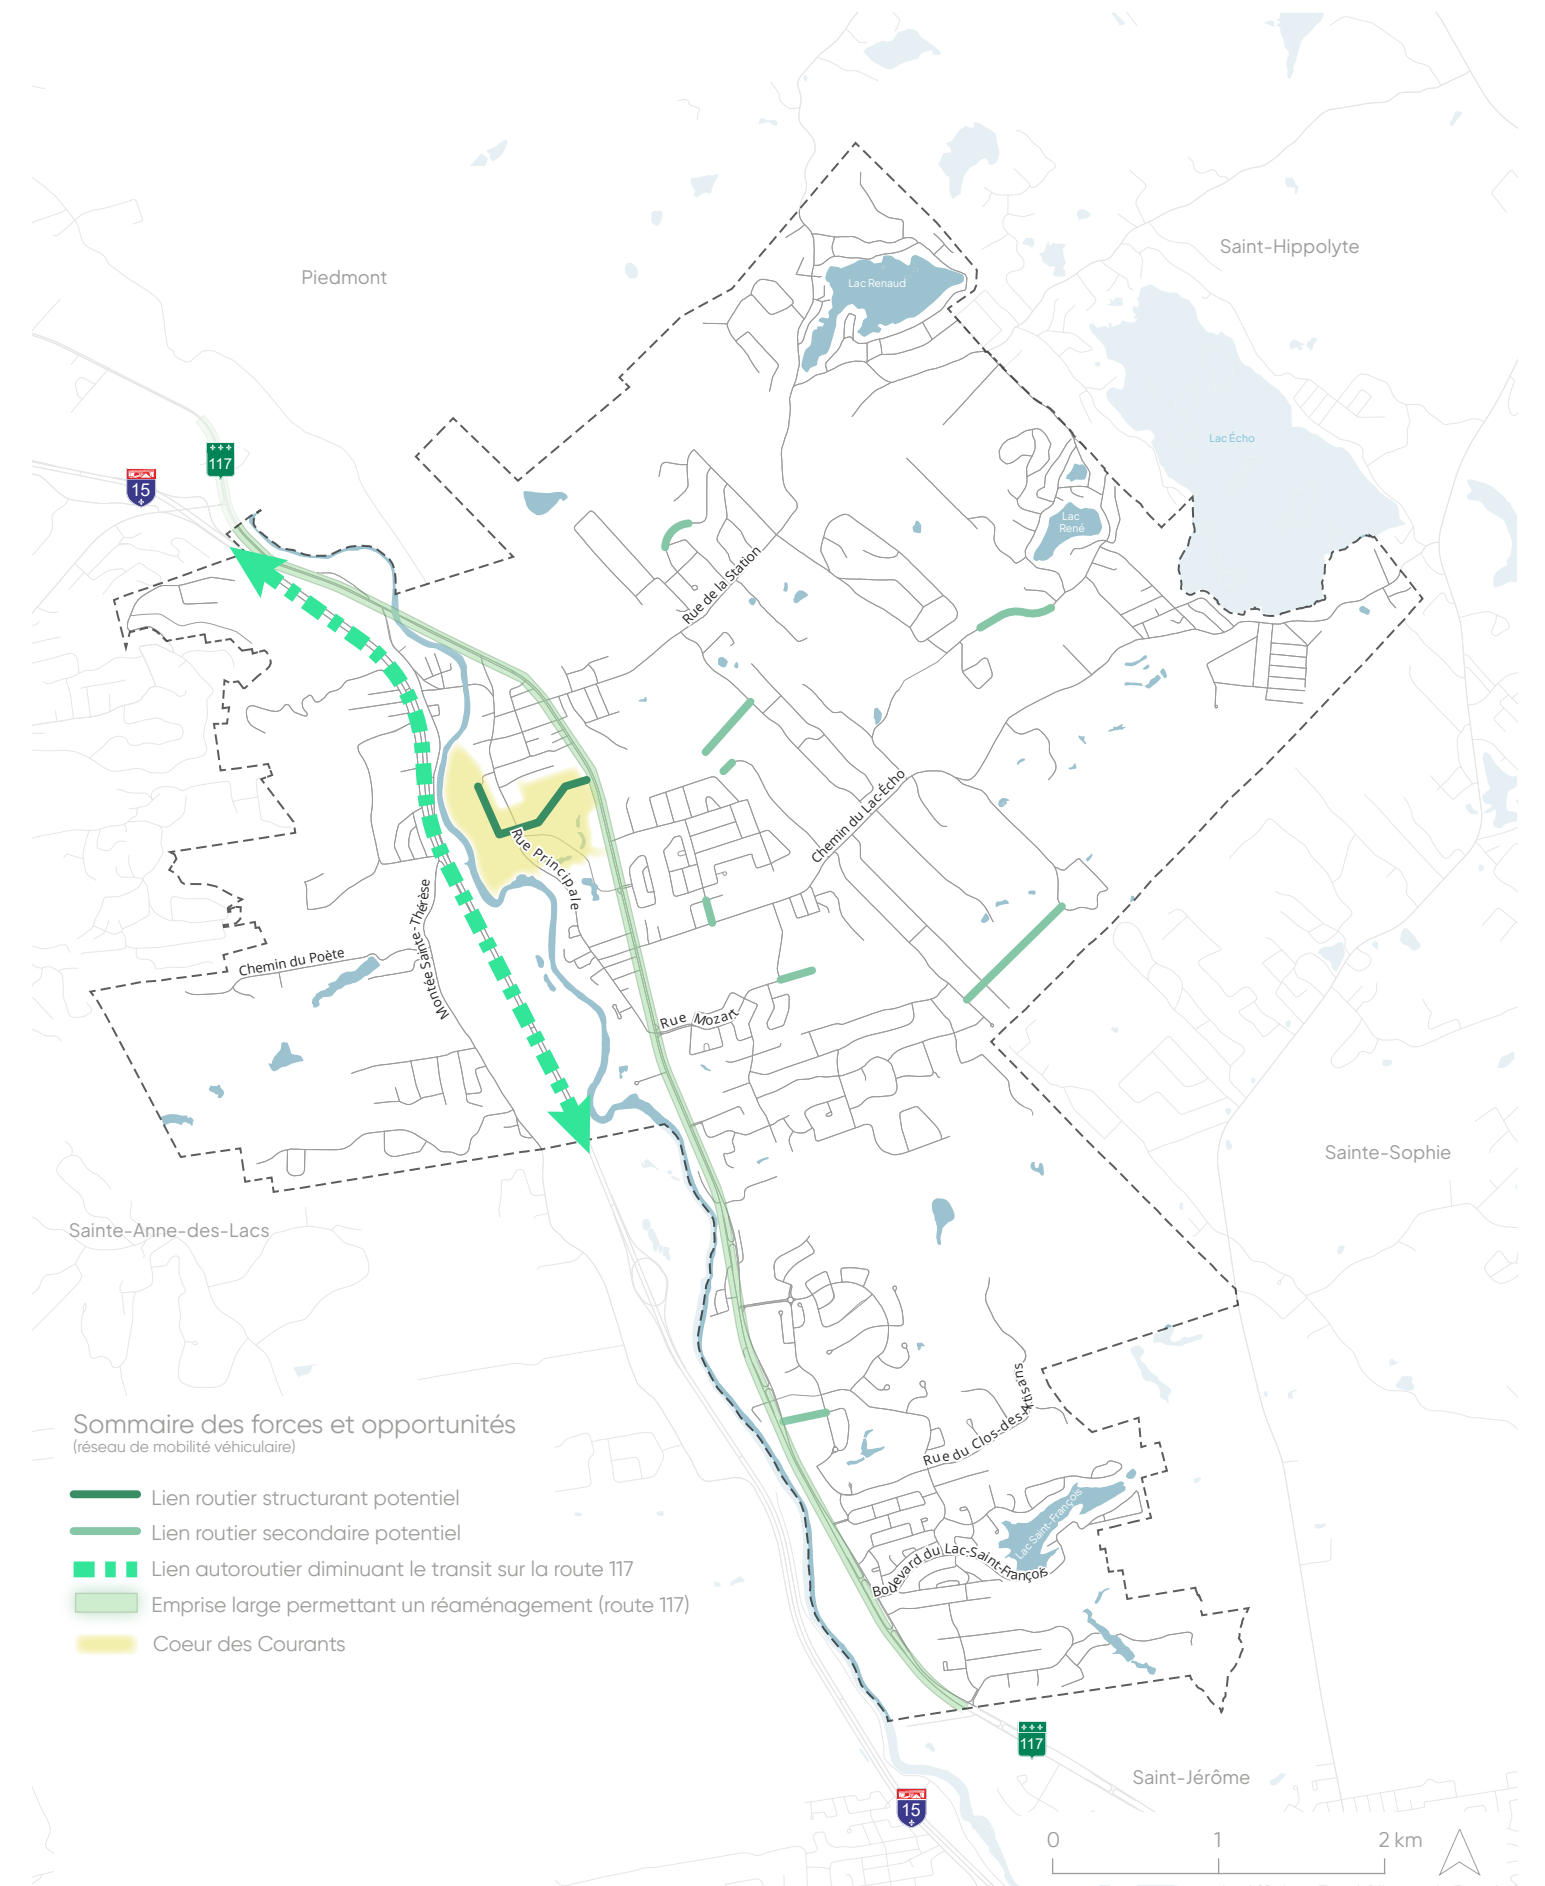 Saint-Hippolyte
Piedmont
Lac Renaud
Lac Écho
117
15
Lac
René
Rue de la Station
Chemin du Lac-Écho
Rue Principale
Montée Sainte-Thérèse
Chemin du Poète
Rue Mozart
Sainte-Sophie
Sainte-Anne-des-Lacs
Rue du Clos-des-Artisans
Lac Saint-François
Boulevard du Lac-Saint-François
Sommaire des forces et opportunités
(réseau de mobilité véhiculaire)
Lien routier structurant potentiel
Lien routier secondaire potentiel
Lien autoroutier diminuant le transit sur la route 117
Emprise large permettant un réaménagement (route 117)
Coeur des Courants
117
Saint-Jérôme
15
0 1 2 km